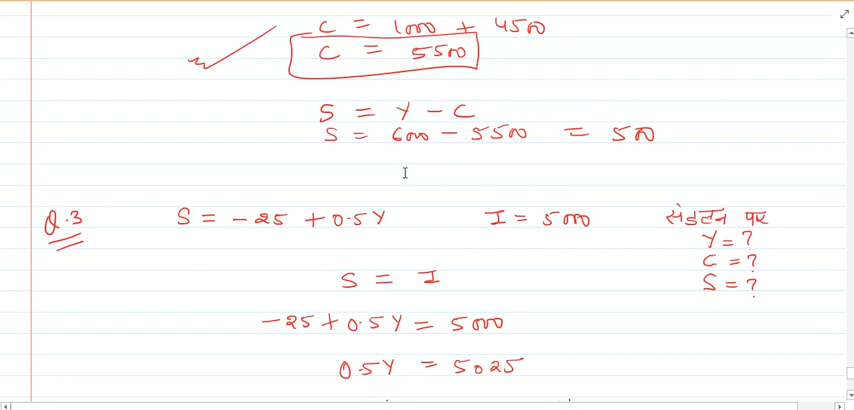 C = 1000 + 4500
C = 5500
S = Y - C
S = 6000 - 5500 = 500
Q.3 S = -25 + 0.5Y I = 5000 संतुलन पर
Y = ?
C = ?
S = ?
S = I
-25 + 0.5Y = 5000
0.5Y = 5025